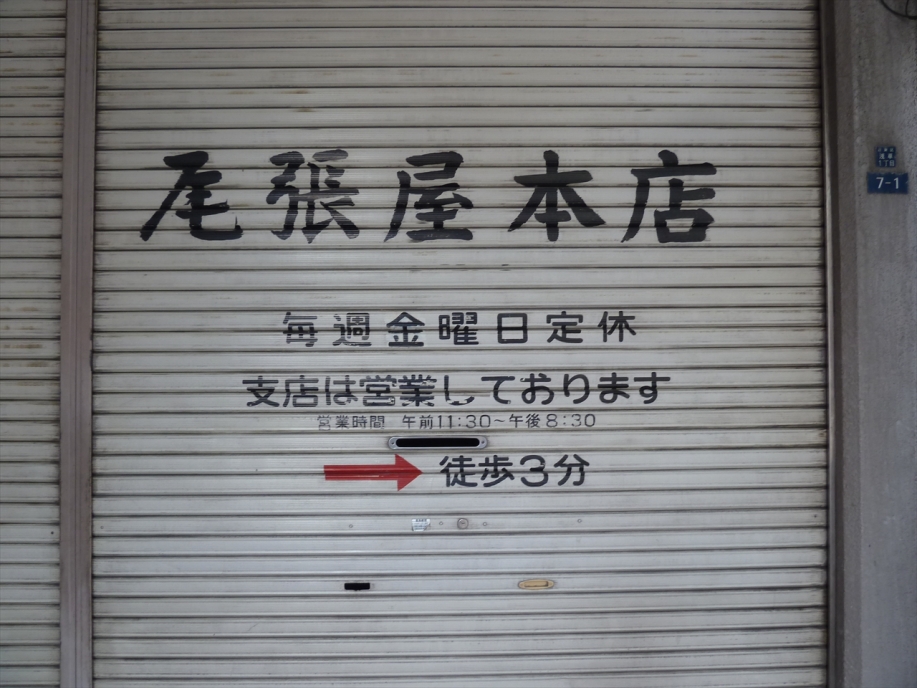 尾張屋本店
毎週金曜日定休
支店は営業しております
営業時間 午前11:30～午後8:30
徒歩3分
7-1